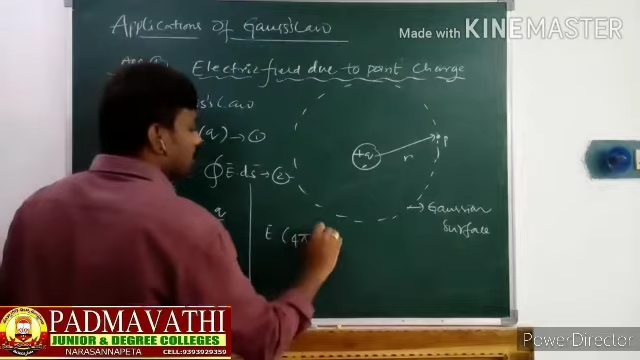 Applications of Gauss's Law
Made with KINEMASTER
Electric field due to point charge
s's Law
(q) → ①
∮ E̅·ds̅ → ②
+q
r
P
q
E (4π
→ Gaussian
Surface
PADMAVATHI
JUNIOR & DEGREE COLLEGES
NARASANNAPETA CELL:9393929359
PowerDirector